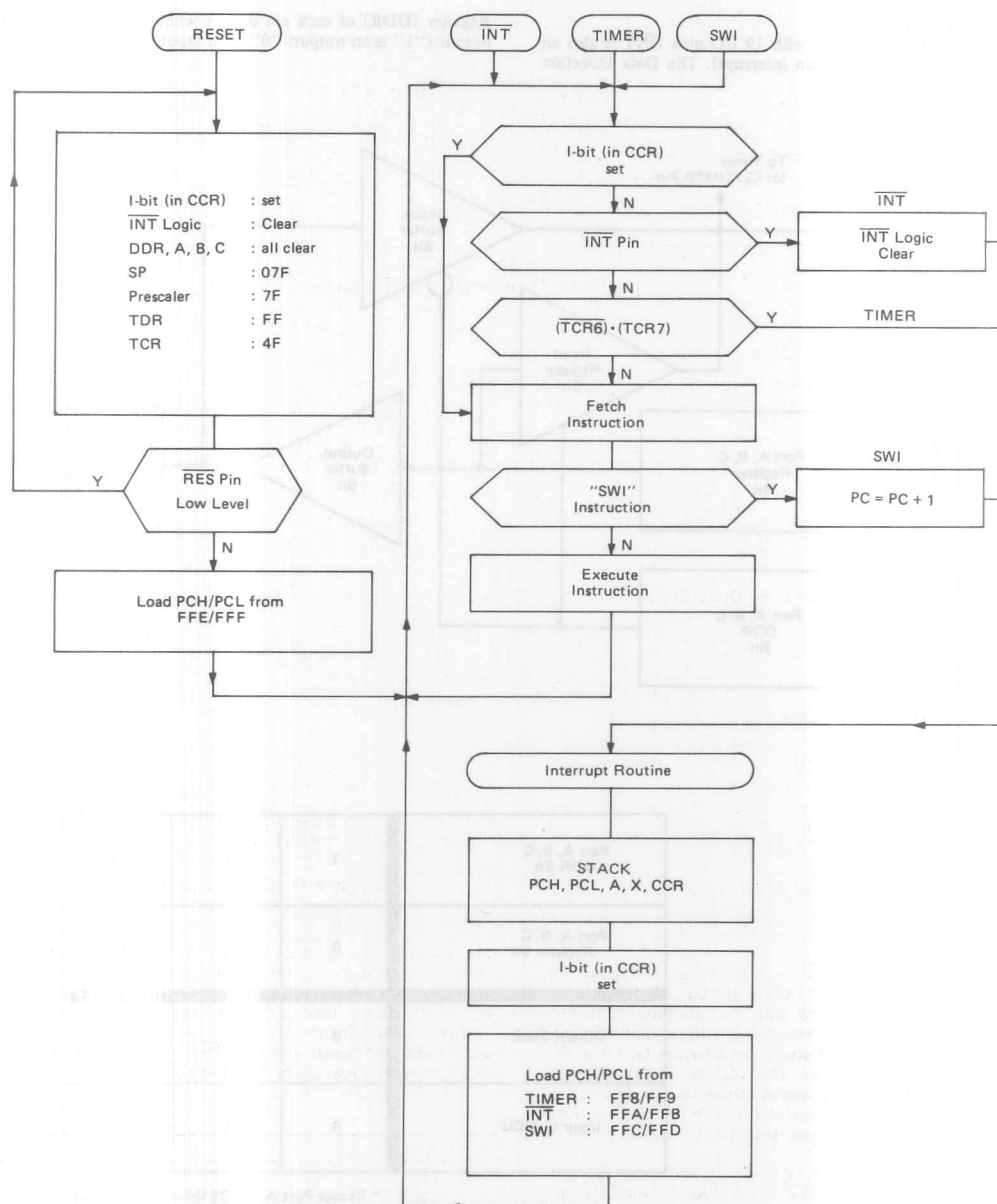 RESET
INT
TIMER
SWI
I-bit (in CCR) : set
INT Logic : Clear
DDR, A, B, C : all clear
SP : 07F
Prescaler : 7F
TDR : FF
TCR : 4F
RES Pin
Low Level
Y
N
Load PCH/PCL from
FFE/FFF
I-bit (in CCR)
set
Y
N
INT Pin
Y
INT
INT Logic
Clear
N
(TCR6)·(TCR7)
Y
TIMER
N
Fetch
Instruction
"SWI"
Instruction
Y
SWI
PC = PC + 1
N
Execute
Instruction
Interrupt Routine
STACK
PCH, PCL, A, X, CCR
I-bit (in CCR)
set
Load PCH/PCL from
TIMER : FF8/FF9
INT : FFA/FFB
SWI : FFC/FFD